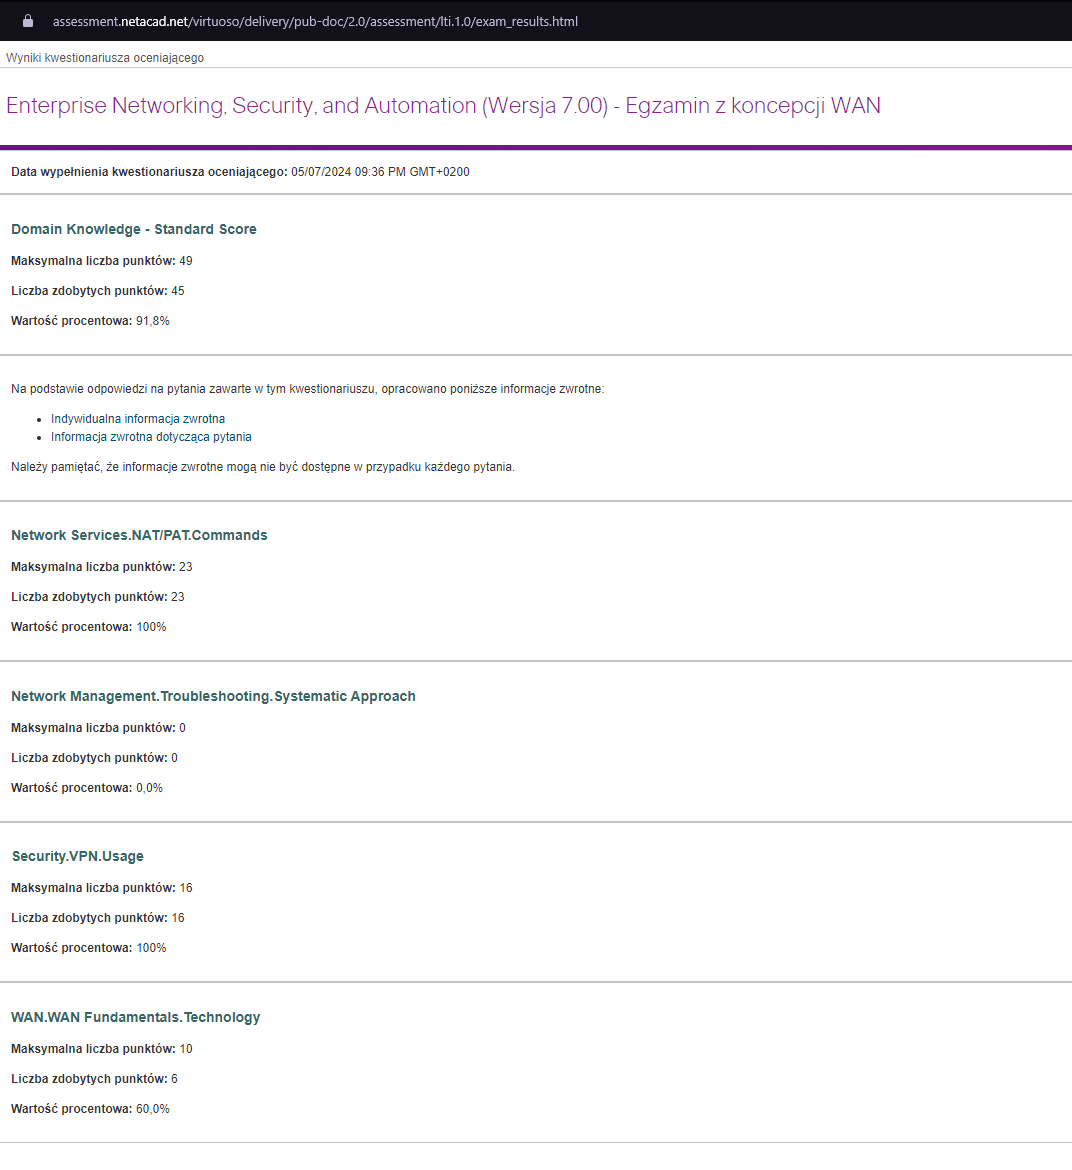 assessment.netacad.net/virtuoso/delivery/pub-doc/2.0/assessment/lti.1.0/exam_results.html
Wyniki kwestionariusza oceniającego
Enterprise Networking, Security, and Automation (Wersja 7.00) - Egzamin z koncepcji WAN
Data wypełnienia kwestionariusza oceniającego: 05/07/2024 09:36 PM GMT+0200
Domain Knowledge - Standard Score
Maksymalna liczba punktów: 49
Liczba zdobytych punktów: 45
Wartość procentowa: 91,8%
Na podstawie odpowiedzi na pytania zawarte w tym kwestionariuszu, opracowano poniższe informacje zwrotne:
• Indywidualna informacja zwrotna
• Informacja zwrotna dotycząca pytania
Należy pamiętać, że informacje zwrotne mogą nie być dostępne w przypadku każdego pytania.
Network Services.NAT/PAT.Commands
Maksymalna liczba punktów: 23
Liczba zdobytych punktów: 23
Wartość procentowa: 100%
Network Management.Troubleshooting.Systematic Approach
Maksymalna liczba punktów: 0
Liczba zdobytych punktów: 0
Wartość procentowa: 0,0%
Security.VPN.Usage
Maksymalna liczba punktów: 16
Liczba zdobytych punktów: 16
Wartość procentowa: 100%
WAN.WAN Fundamentals.Technology
Maksymalna liczba punktów: 10
Liczba zdobytych punktów: 6
Wartość procentowa: 60,0%